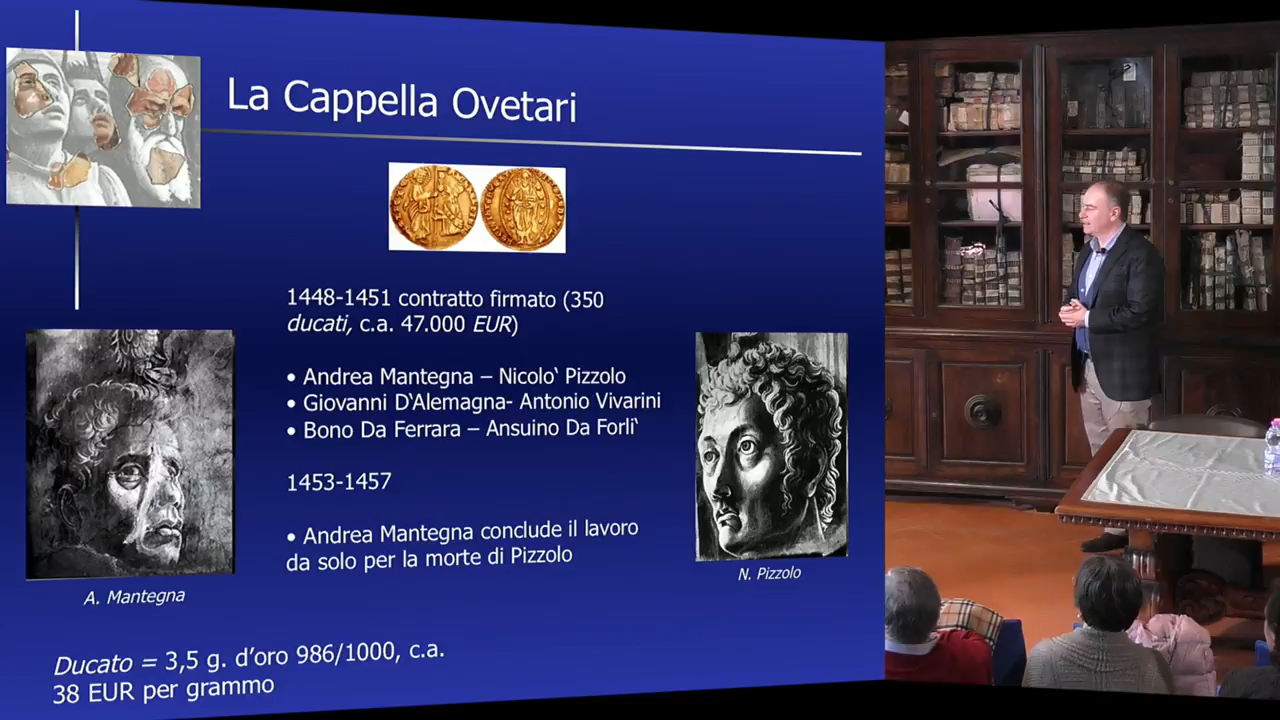 La Cappella Ovetari
1448-1451 contratto firmato (350
ducati, c.a. 47.000 EUR)
• Andrea Mantegna – Nicolo‘ Pizzolo
• Giovanni D‘Alemagna- Antonio Vivarini
• Bono Da Ferrara – Ansuino Da Forli‘
1453-1457
• Andrea Mantegna conclude il lavoro
da solo per la morte di Pizzolo
A. Mantegna
N. Pizzolo
Ducato = 3,5 g. d’oro 986/1000, c.a.
38 EUR per grammo